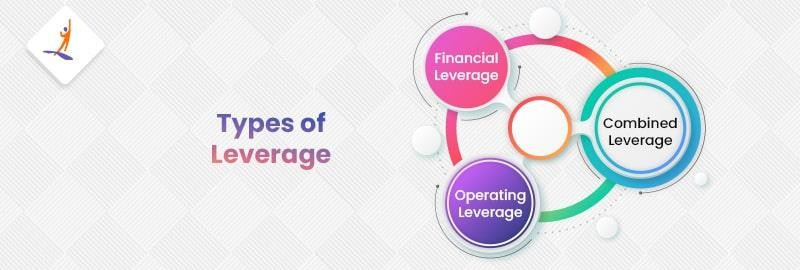 Types of
Leverage
Financial
Leverage
Combined
Leverage
Operating
Leverage